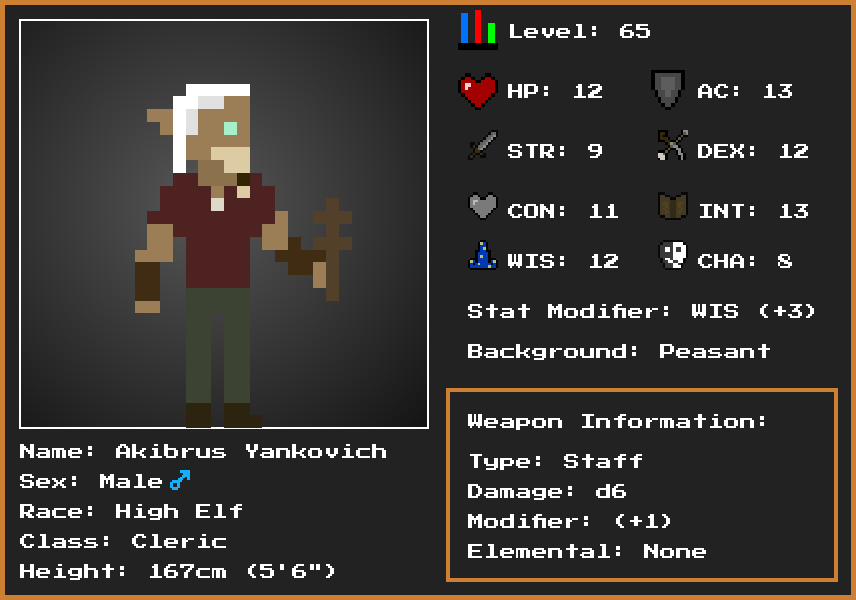 Level: 65
HP: 12 AC: 13
STR: 9 DEX: 12
CON: 11 INT: 13
WIS: 12 CHA: 8
Stat Modifier: WIS (+3)
Background: Peasant
Weapon Information:
Type: Staff
Damage: d6
Modifier: (+1)
Elemental: None
Name: Akibrus Yankovich
Sex: Male♂
Race: High Elf
Class: Cleric
Height: 167cm (5'6")